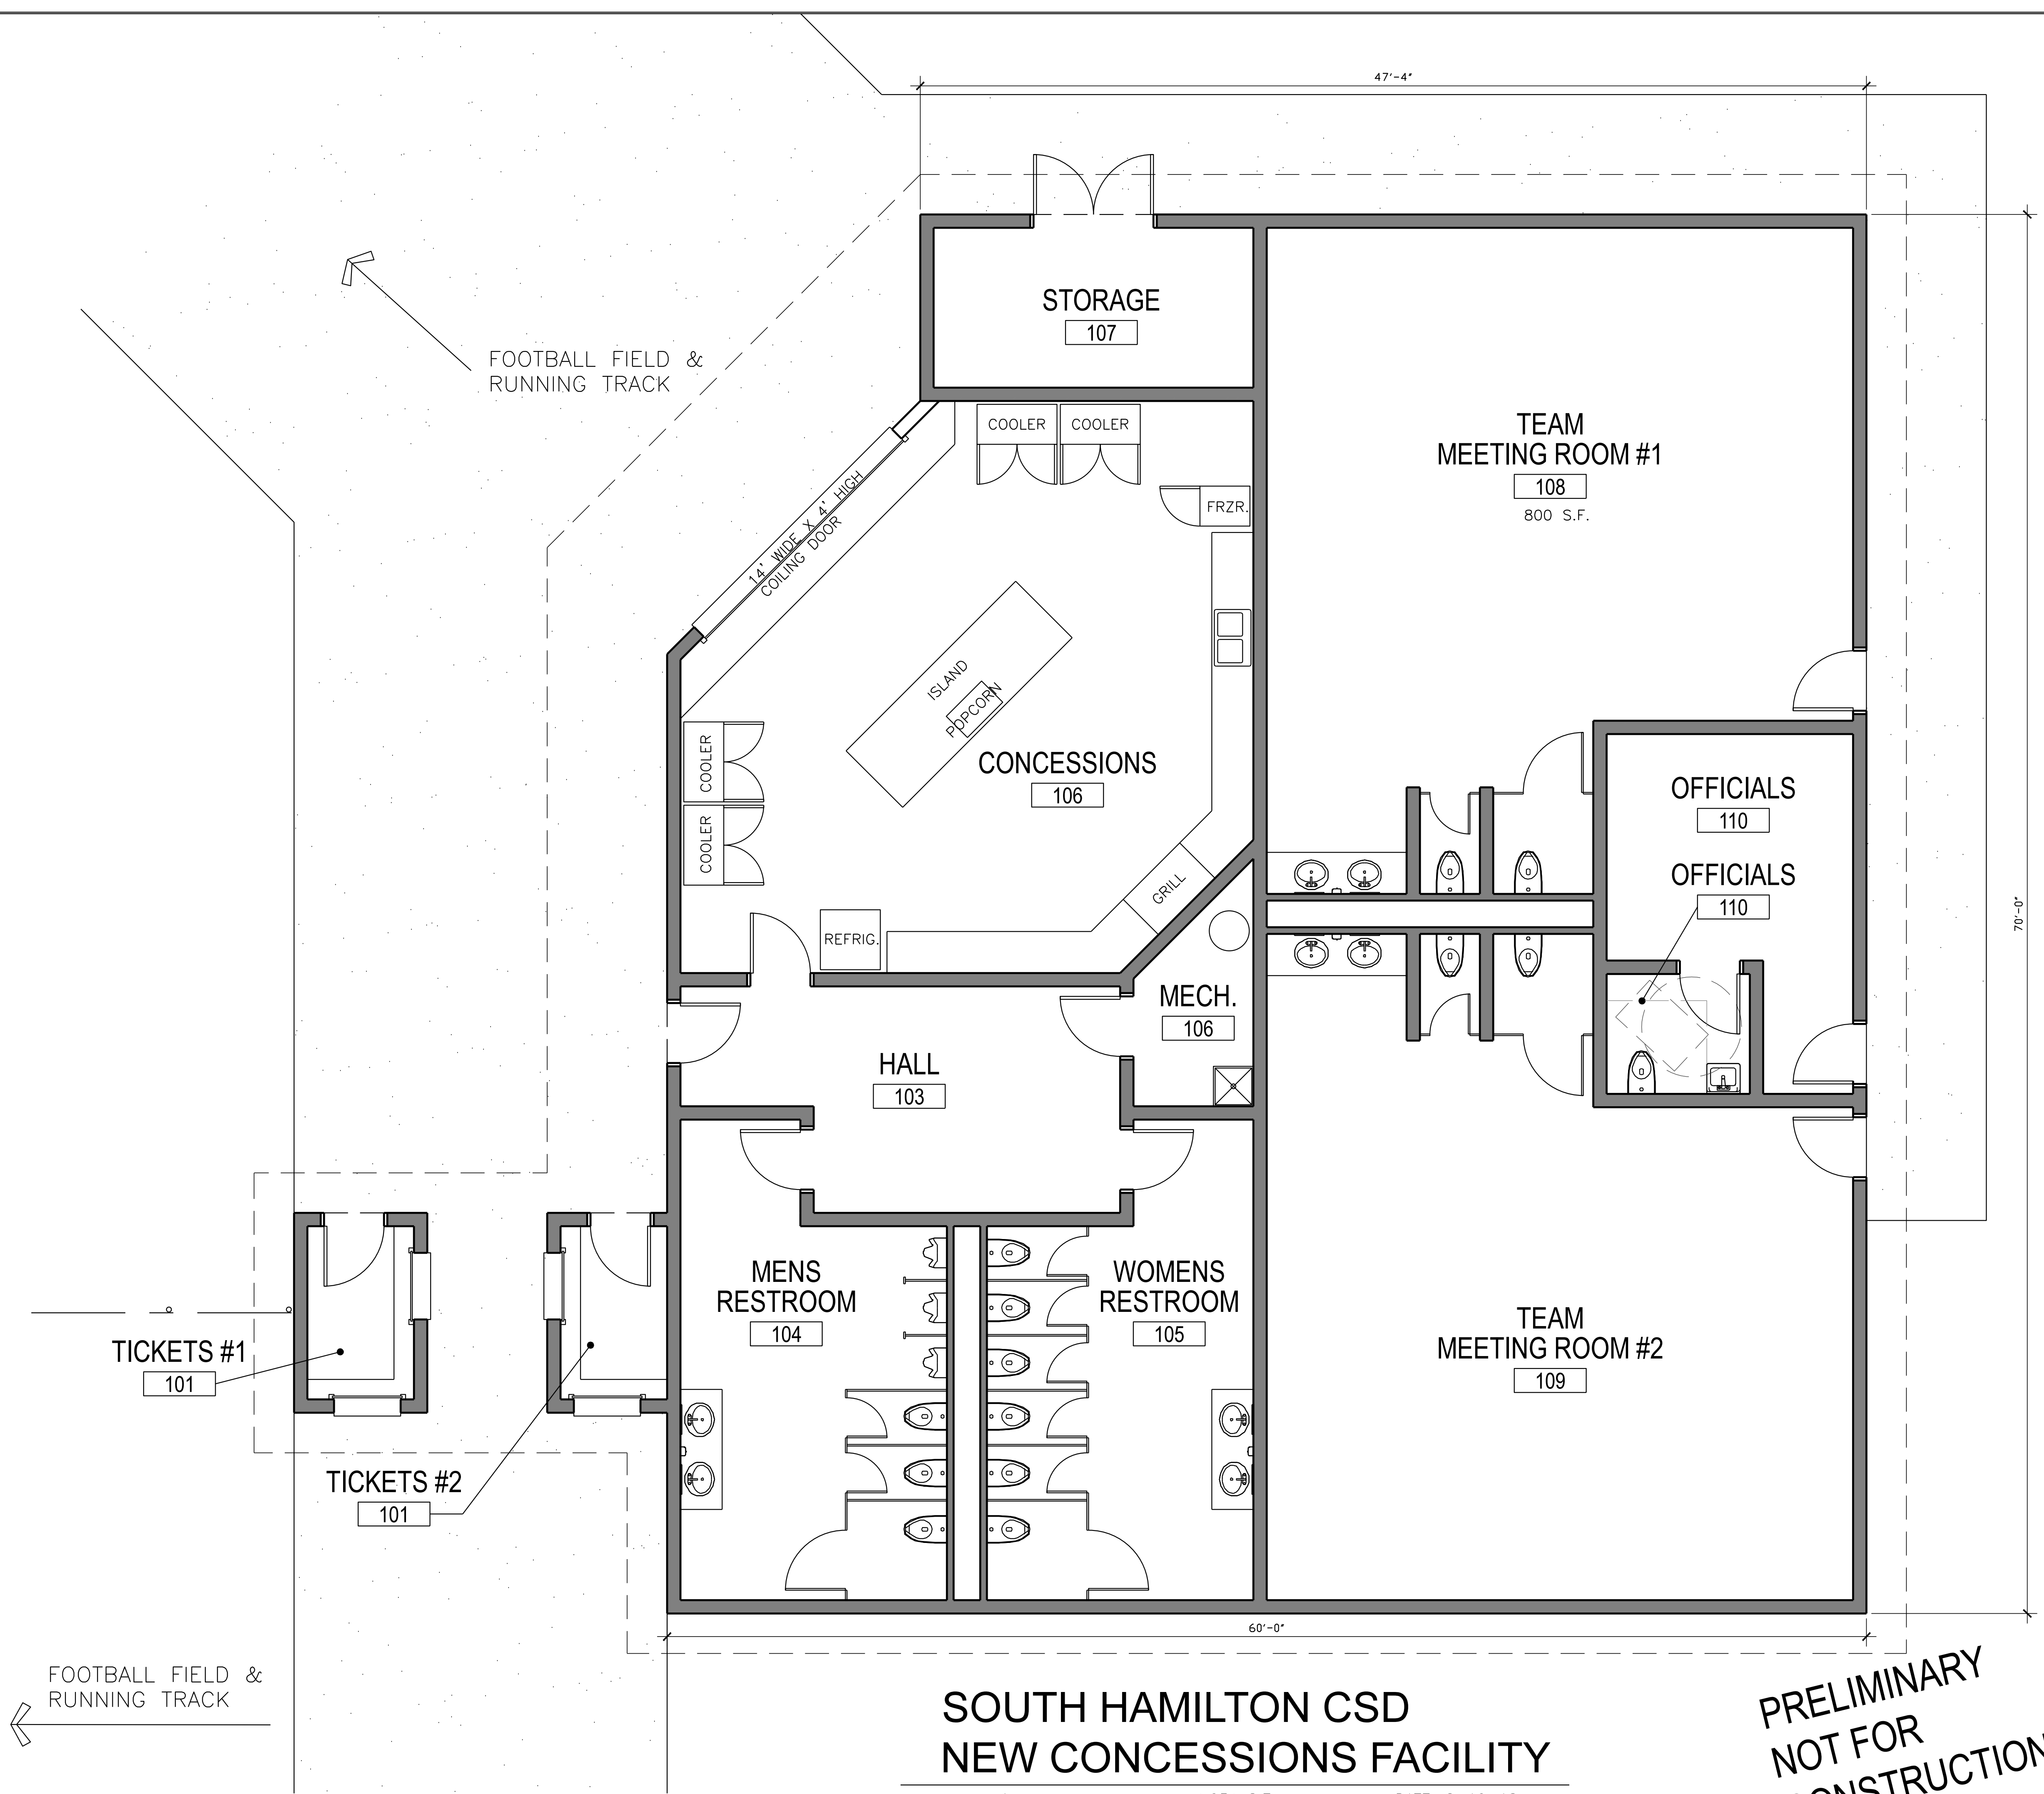 47'-4"
STORAGE
107
FOOTBALL FIELD &
RUNNING TRACK
COOLER
COOLER
FRZR.
14' WIDE X 4' HIGH
COILING DOOR
TEAM
MEETING ROOM #1
108
800 S.F.
ISLAND
POPCORN
COOLER
COOLER
CONCESSIONS
106
GRILL
REFRIG.
OFFICIALS
110
OFFICIALS
110
70'-0"
MECH.
106
HALL
103
MENS
RESTROOM
104
WOMENS
RESTROOM
105
TEAM
MEETING ROOM #2
109
TICKETS #1
101
TICKETS #2
101
60'-0"
FOOTBALL FIELD &
RUNNING TRACK
SOUTH HAMILTON CSD
NEW CONCESSIONS FACILITY
PRELIMINARY
NOT FOR
ONSTRUCTION